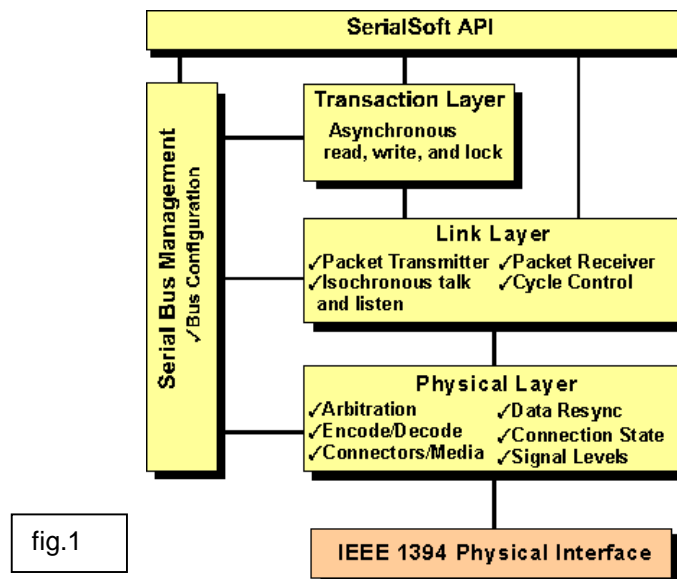 SerialSoft API
Transaction Layer
Asynchronous
read, write, and lock
Serial Bus Management
✓Bus Configuration
Link Layer
✓Packet Transmitter ✓Packet Receiver
✓Isochronous talk ✓Cycle Control
and listen
Physical Layer
✓Arbitration ✓Data Resync
✓Encode/Decode ✓Connection State
✓Connectors/Media ✓Signal Levels
fig.1
IEEE 1394 Physical Interface